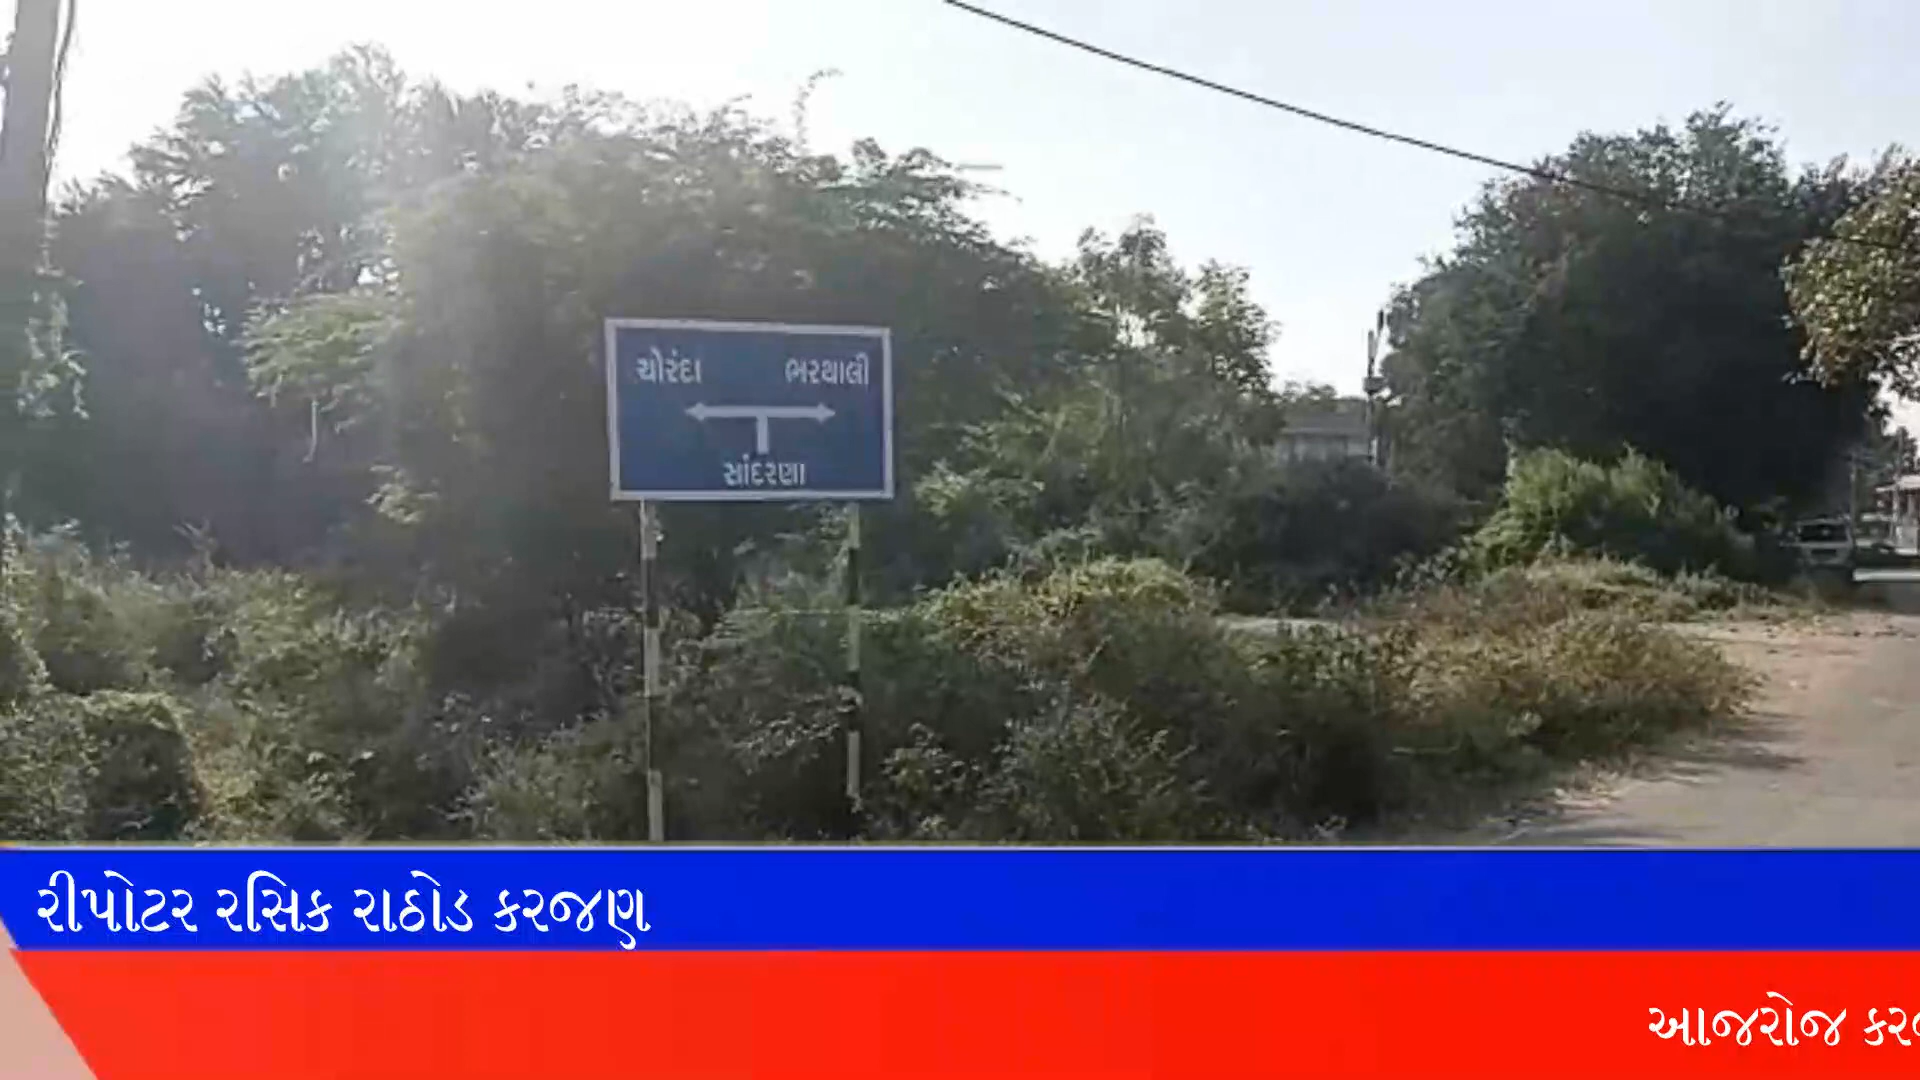 ચોરંદા ભરથાલી
સાંદરણા
રીપોટર રસિક રાઠોડ કરજણ
આજરોજ